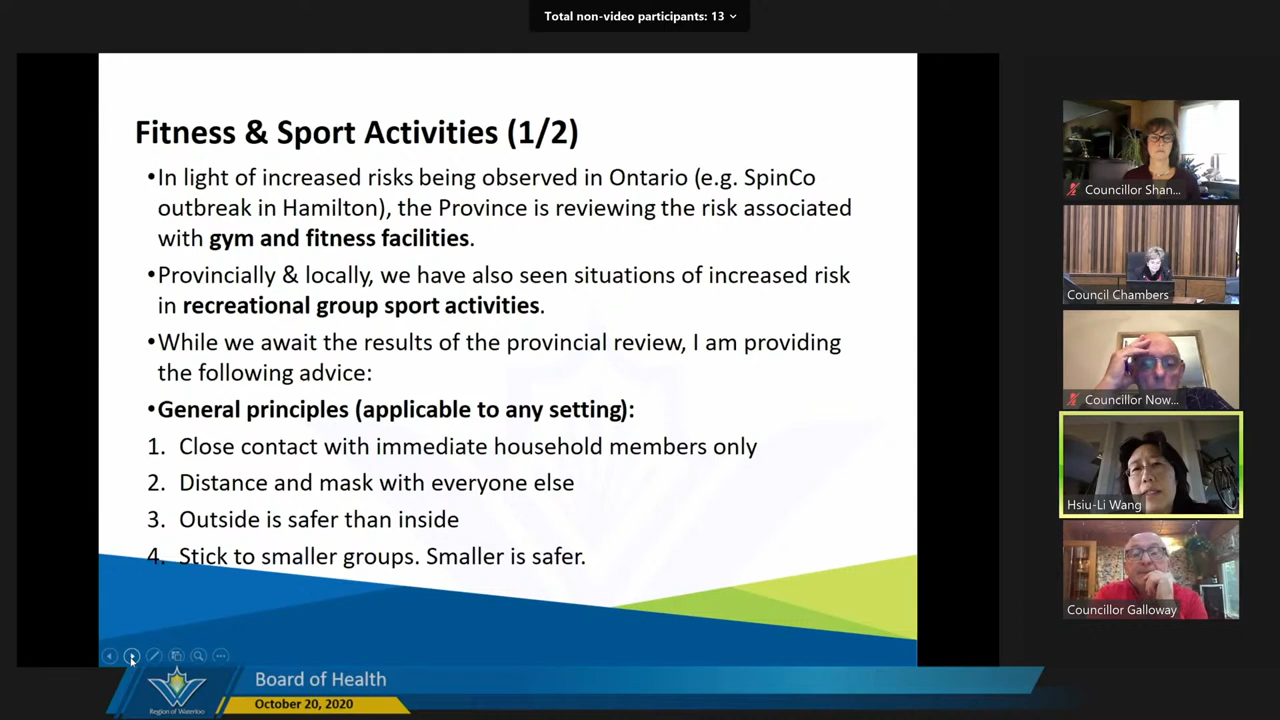 Total non-video participants: 13
Fitness & Sport Activities (1/2)
•In light of increased risks being observed in Ontario (e.g. SpinCo
outbreak in Hamilton), the Province is reviewing the risk associated
with gym and fitness facilities.
•Provincially & locally, we have also seen situations of increased risk
in recreational group sport activities.
•While we await the results of the provincial review, I am providing
the following advice:
•General principles (applicable to any setting):
1. Close contact with immediate household members only
2. Distance and mask with everyone else
3. Outside is safer than inside
4. Stick to smaller groups. Smaller is safer.
Councillor Shan...
Council Chambers
Councillor Now...
Hsiu-Li Wang
Councillor Galloway
Board of Health
October 20, 2020
Region of Waterloo